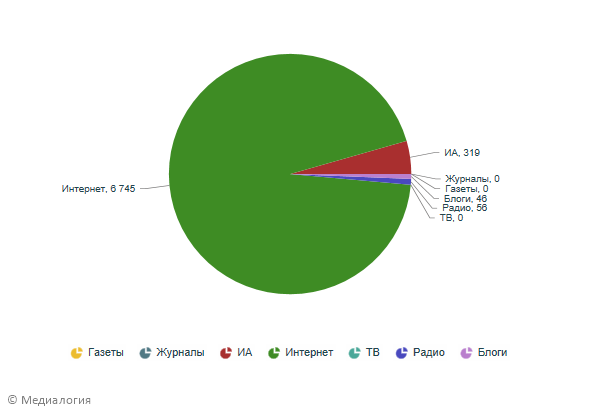 ИА, 319
Журналы, 0
Интернет, 6 745
Газеты, 0
Блоги, 46
Радио, 56
ТВ, 0
Газеты Журналы ИА Интернет ТВ Радио Блоги
© Медиалогия